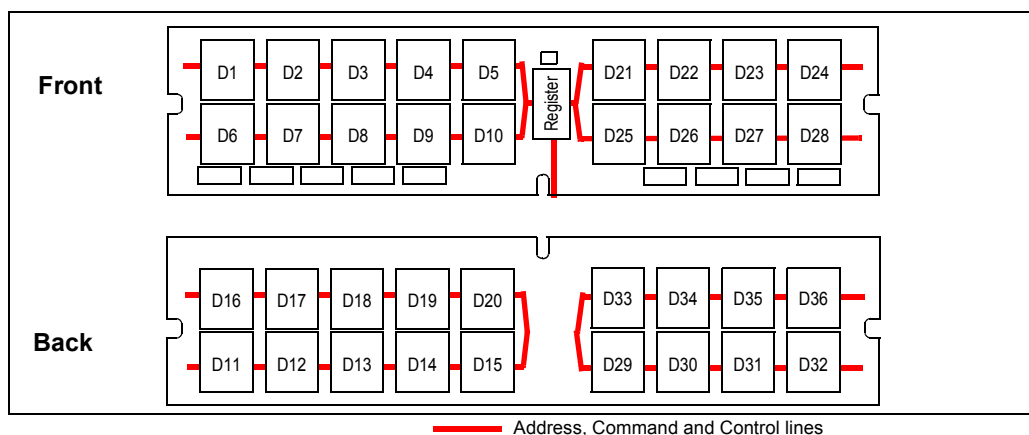 Front
D1 D2 D3 D4 D5 Register D21 D22 D23 D24
D6 D7 D8 D9 D10 D25 D26 D27 D28
Back
D16 D17 D18 D19 D20 D33 D34 D35 D36
D11 D12 D13 D14 D15 D29 D30 D31 D32
Address, Command and Control lines